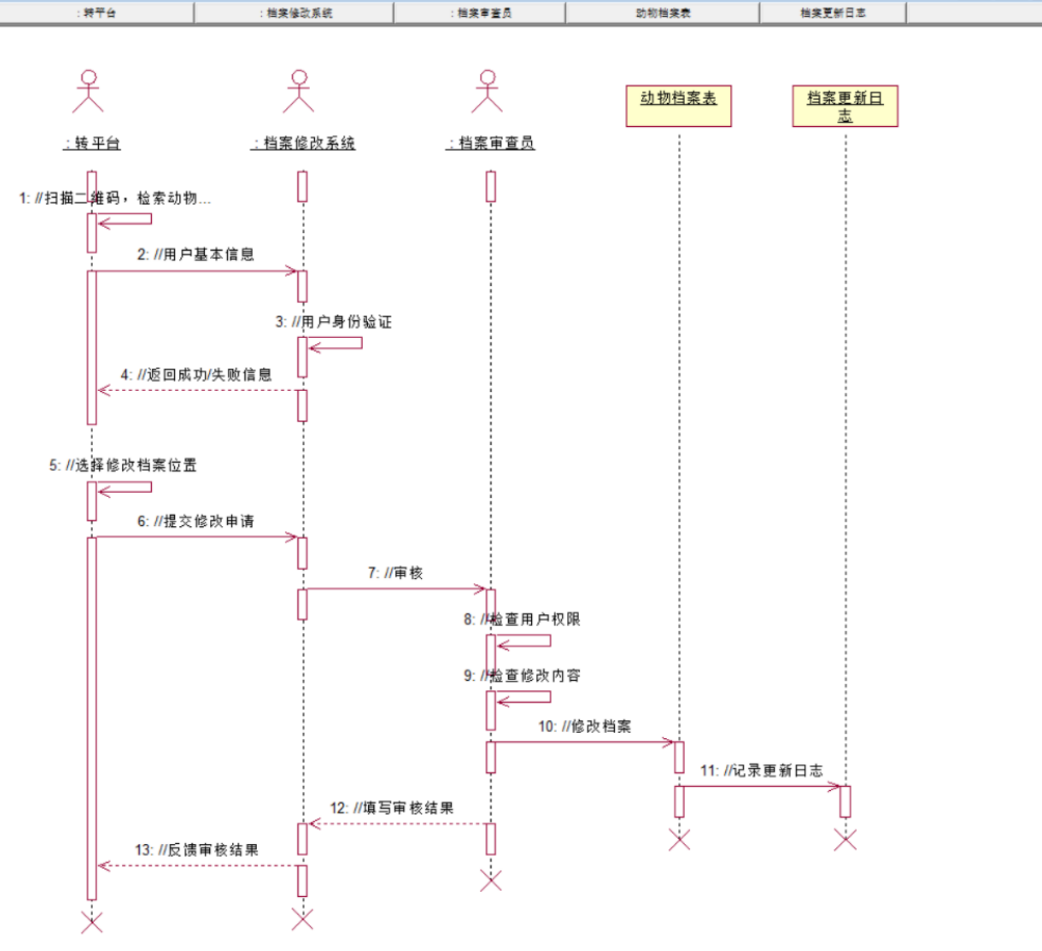 : 转平台
: 档案修改系统
: 档案审查员
动物档案表
档案更新日志
: 转平台
: 档案修改系统
: 档案审查员
动物档案表
档案更新日
志
1: //扫描二维码，检索动物...
2: //用户基本信息
3: //用户身份验证
4: //返回成功/失败信息
5: //选择修改档案位置
6: //提交修改申请
7: //审核
8: //检查用户权限
9: //检查修改内容
10: //修改档案
11: //记录更新日志
12: //填写审核结果
13: //反馈审核结果